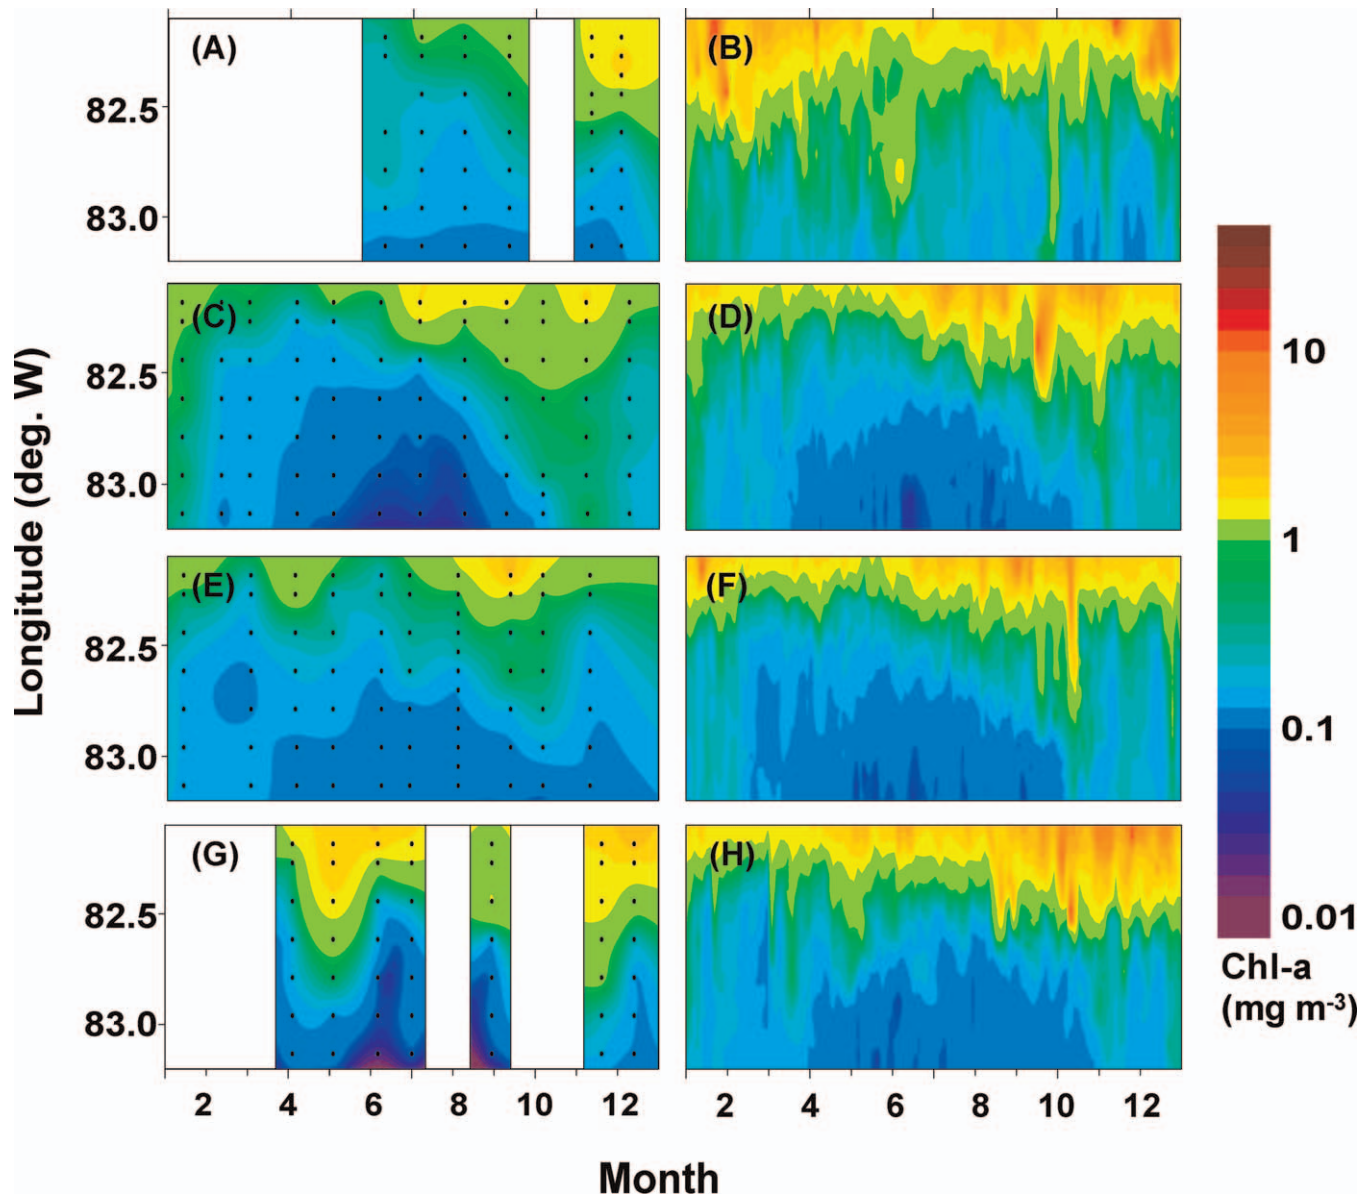 (A)
(B)
82.5
83.0
(C)
(D)
82.5
83.0
(E)
(F)
82.5
83.0
(G)
(H)
82.5
83.0
Longitude (deg. W)
10
1
0.1
0.01
Chl-a
(mg m-3)
2 4 6 8 10 12
2 4 6 8 10 12
Month